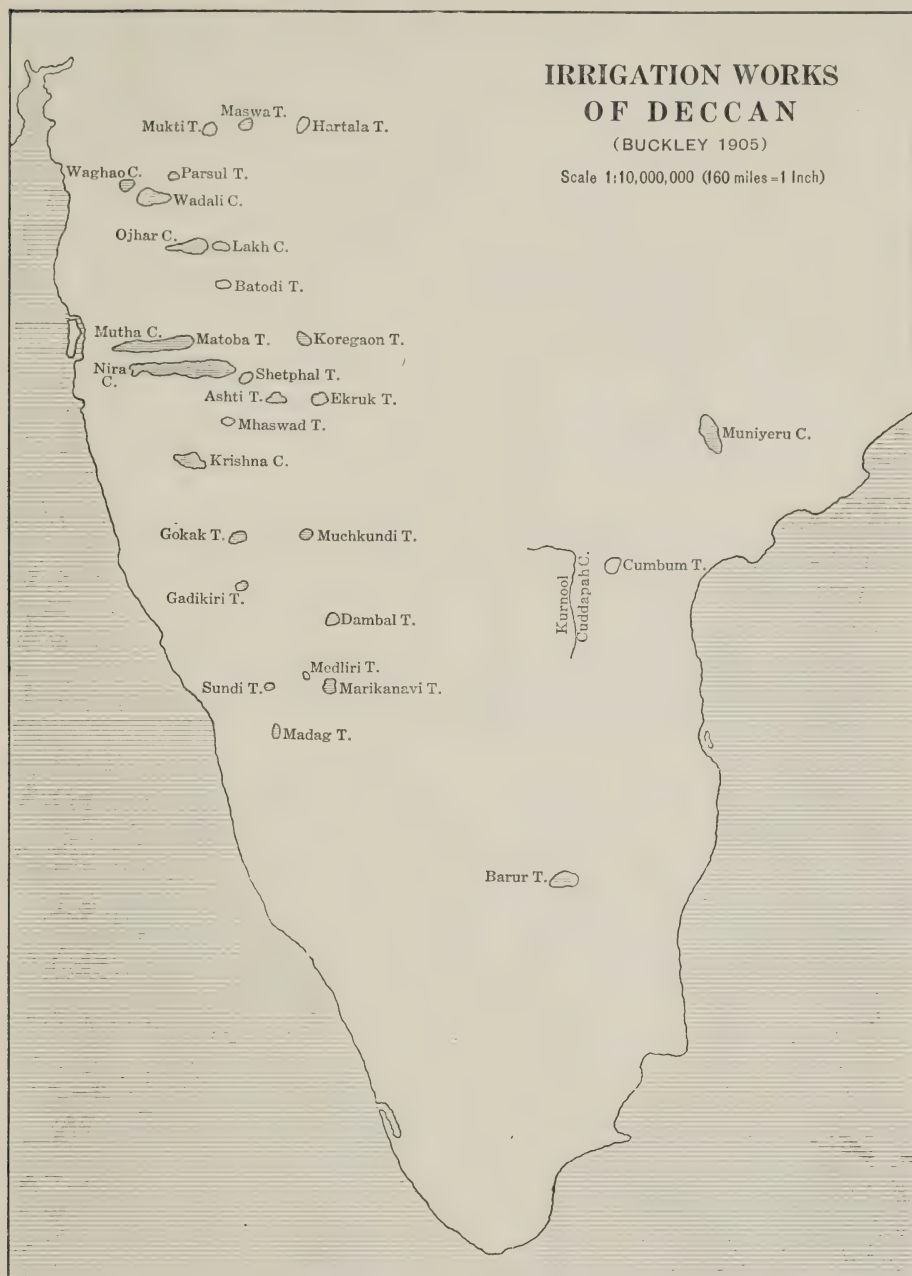 IRRIGATION WORKS
OF DECCAN
(BUCKLEY 1905)
Scale 1:10,000,000 (160 miles = 1 Inch)
Maswa T.
Mukti T.
Hartala T.
Waghao C.
Parsul T.
Wadali C.
Ojhar C.
Lakh C.
Batodi T.
Mutha C.
Matoba T.
Koregaon T.
Nira
C.
Shetphal T.
Ashti T.
Ekruk T.
Mhaswad T.
Muniyeru C.
Krishna C.
Gokak T.
Muchkundi T.
Kurnool
Cuddapah C.
Cumbum T.
Gadikiri T.
Dambal T.
Medliri T.
Sundi T.
Marikanavi T.
Madag T.
Barur T.